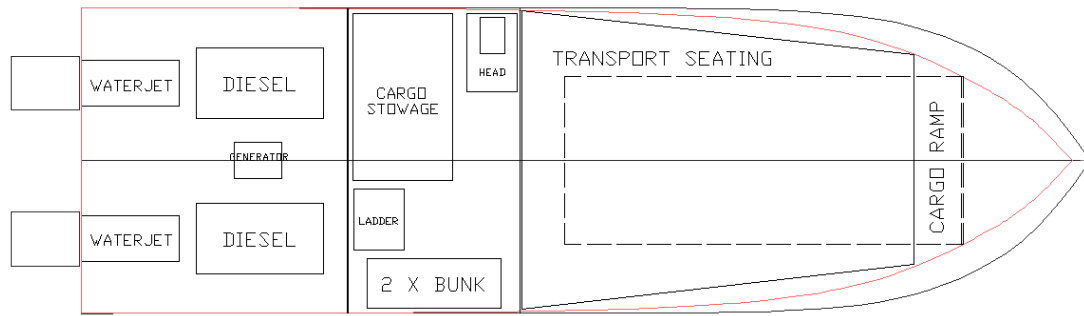 TRANSPORT SEATING
HEAD
WATERJET
DIESEL
CARGO
STOWAGE
CARGO RAMP
GENERATOR
LADDER
WATERJET
DIESEL
2 X BUNK